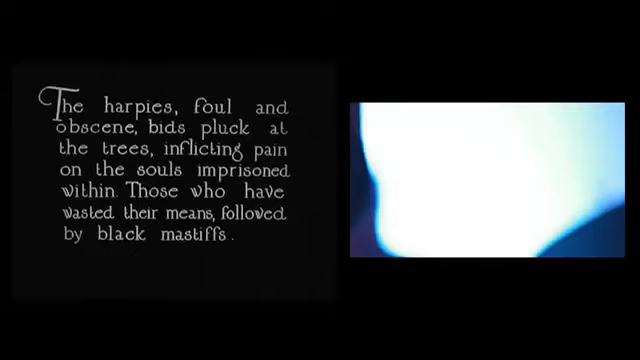 The harpies, foul and
obscene, bids pluck at
the trees, inflicting pain
on the souls imprisoned
within. Those who have
wasted their means, followed
by black mastiffs.